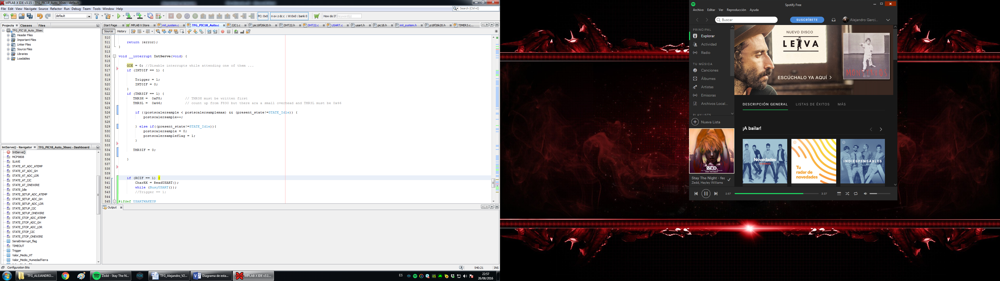 MPLAB X IDE v3.15 - TFG_PIC18_Auto_30sec : default
File Edit View Navigate Source Refactor Run Debug Team Tools Window Help
Search (Ctrl+I)
default
PC: 0x0
n ov z dc c : W:0x0 : bank 0
How do I?
Keyword(s)
Projects
Classes
Files
TFG_PIC18_Auto_30sec
Header Files
Important Files
Linker Files
Source Files
Libraries
Loadables
Start Page
MPLAB X Store
init_system.c
TFG_PIC18_Auto.c
I2C1.c
pic18f26k20.h
DHT22.h
DHT22.c
USART.c
usart.h
pic18.h
init_system.h
p18f26k20.h
TIMER3.c...
Source
History
510
511 return (error);
512 }
513
514 void __interrupt IntServe(void) {
515
516 GIE = 0; //Disable interrupts while attending one of them ...
517 if (INT0IF == 1) {
518
519 Trigger = 1;
520 INT0IF = 0;
521 }
522 if (TMR3IF == 1) {
523 TMR3H = 0xF8; // TMR3H must be written first
524 TMR3L = 0x46; // count up from F830 but there ara a small overhead and TMR3L must be 0x46
525
526 if ((postscalersample < postscalersamplemax) && (present_state!=STATE_Idle)) {
527 postscalersample++;
528
529 } else if((present_state!=STATE_Idle)){
530 postscalersample = 0;
531 postscalersampleflag = 1;
532 }
533
534 TMR3IF = 0;
535
536 }
537
538
539
540 if (RCIF == 1) {
541 CharRX = ReadUSART();
542 while (BusyUSART());
543 //Trigger == 1;
544
545 #ifdef USARTWAKEUP
IntServe() - Navigator
TFG_PIC18_Auto_30sec - Dashboard
IntServe()
MCP9808
SLAVE
STATE_AT_ADC_ATEMP
STATE_AT_ADC_GH
STATE_AT_ADC_LDR
STATE_AT_I2C
STATE_AT_ONEWIRE
STATE_Idle
STATE_SETUP_ADC_ATEMP
STATE_SETUP_ADC_GH
STATE_SETUP_ADC_LDR
STATE_SETUP_I2C
STATE_SETUP_ONEWIRE
STATE_STOP_ADC_ATEMP
STATE_STOP_ADC_GH
STATE_STOP_ADC_LDR
STATE_STOP_I2C
STATE_STOP_ONEWIRE
SerialInterrupt_flag
TIMEOUT
Trigger
Valor_Medio_HT
Valor_Medio_HumedadTierra
Output
Configuration Bits
3
540:21
INS
TFG_ALEJANDRO...
Zedd - Stay The N...
nox
TFG_Alejandro_V2...
Diagrama de esta...
MPLAB X IDE v3.1...
ES
22:57
26/08/2016
Spotify Free
Archivo Editar Ver Reproducción Ayuda
Buscar
SUSCRÍBETE
Alejandro Garcí...
PRINCIPAL
Explorar
Actividad
Radio
TU MÚSICA
Canciones
Álbumes
Artistas
Emisoras
Archivos Local...
PLAYLISTS
Nueva Lista
NUEVO DISCO
LEIVA
ESCÚCHALO YA AQUÍ
MONSTRUOS
LEIVA
DESCRIPCIÓN GENERAL
LISTAS DE ÉXITOS
MÁS
¡A bailar!
Novedades
VIERNES
Tu
radar de
novedades
INDIESPENSABLES
ZEDD
STAY THE NIGHT
Stay The Night - fea
Zedd, Hayley Williams
2:57
3:37